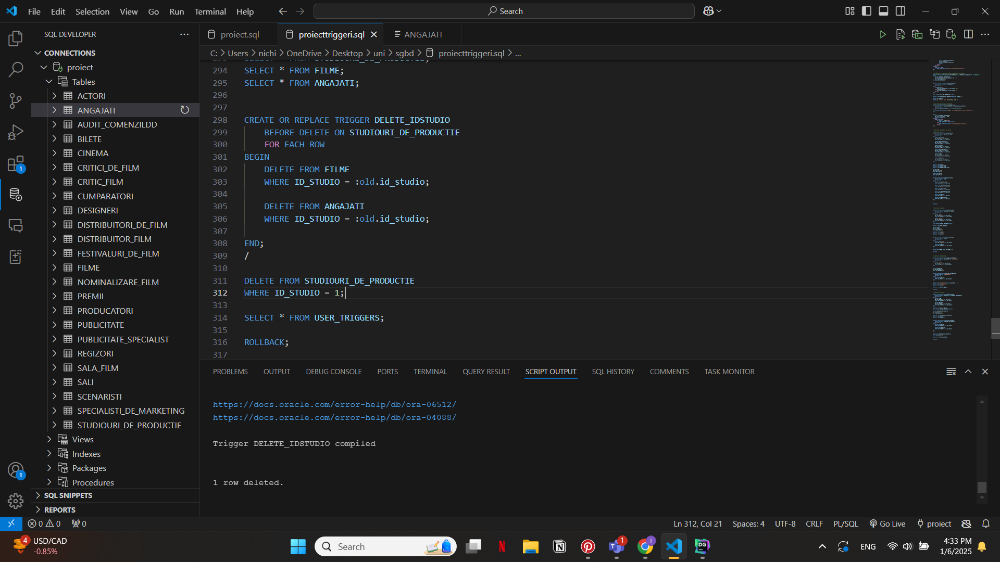 File Edit Selection View Go Run Terminal Help
Search
SQL DEVELOPER
CONNECTIONS
proiect
Tables
ACTORI
ANGAJATI
AUDIT_COMENZILDD
BILETE
CINEMA
CRITICI_DE_FILM
CRITIC_FILM
CUMPARATORI
DESIGNERI
DISTRIBUITORI_DE_FILM
DISTRIBUITOR_FILM
FESTIVALURI_DE_FILM
FILME
NOMINALIZARE_FILM
PREMII
PRODUCATORI
PUBLICITATE
PUBLICITATE_SPECIALIST
REGIZORI
SALA_FILM
SALI
SCENARISTI
SPECIALISTI_DE_MARKETING
STUDIOURI_DE_PRODUCTIE
Views
Indexes
Packages
Procedures
SQL SNIPPETS
REPORTS
1
1
proiect.sql proiecttriggeri.sql ANGAJATI
C: > Users > nichi > OneDrive > Desktop > uni > sgbd > proiecttriggeri.sql > ...
293 SELECT * FROM STUDIOURI_DE_PRODUCTIE;
294 SELECT * FROM FILME;
295 SELECT * FROM ANGAJATI;
296
297
298 CREATE OR REPLACE TRIGGER DELETE_IDSTUDIO
299 BEFORE DELETE ON STUDIOURI_DE_PRODUCTIE
300 FOR EACH ROW
301 BEGIN
302 DELETE FROM FILME
303 WHERE ID_STUDIO = :old.id_studio;
304
305 DELETE FROM ANGAJATI
306 WHERE ID_STUDIO = :old.id_studio;
307
308 END;
309 /
310
311 DELETE FROM STUDIOURI_DE_PRODUCTIE
312 WHERE ID_STUDIO = 1;
313
314 SELECT * FROM USER_TRIGGERS;
315
316 ROLLBACK;
317
PROBLEMS OUTPUT DEBUG CONSOLE PORTS TERMINAL QUERY RESULT SCRIPT OUTPUT SQL HISTORY COMMENTS TASK MONITOR
https://docs.oracle.com/error-help/db/ora-06512/
https://docs.oracle.com/error-help/db/ora-04088/
Trigger DELETE_IDSTUDIO compiled
1 row deleted.
0 0 0
Ln 312, Col 21 Spaces: 4 UTF-8 CRLF PL/SQL Go Live proiect
4 USD/CAD
-0.85%
Search
N
N
T
1
I
DG
ENG
4:33 PM
1/6/2025